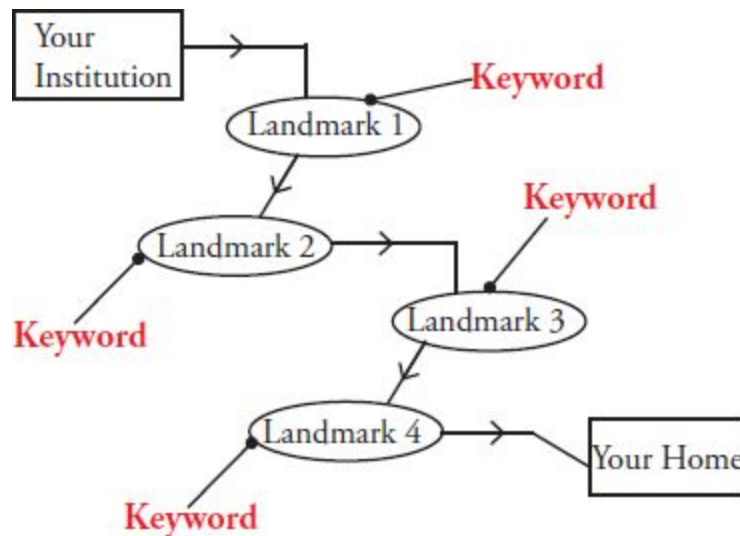 Your
Institution
Keyword
Landmark 1
Keyword
Landmark 2
Keyword
Landmark 3
Landmark 4
Your Home
Keyword